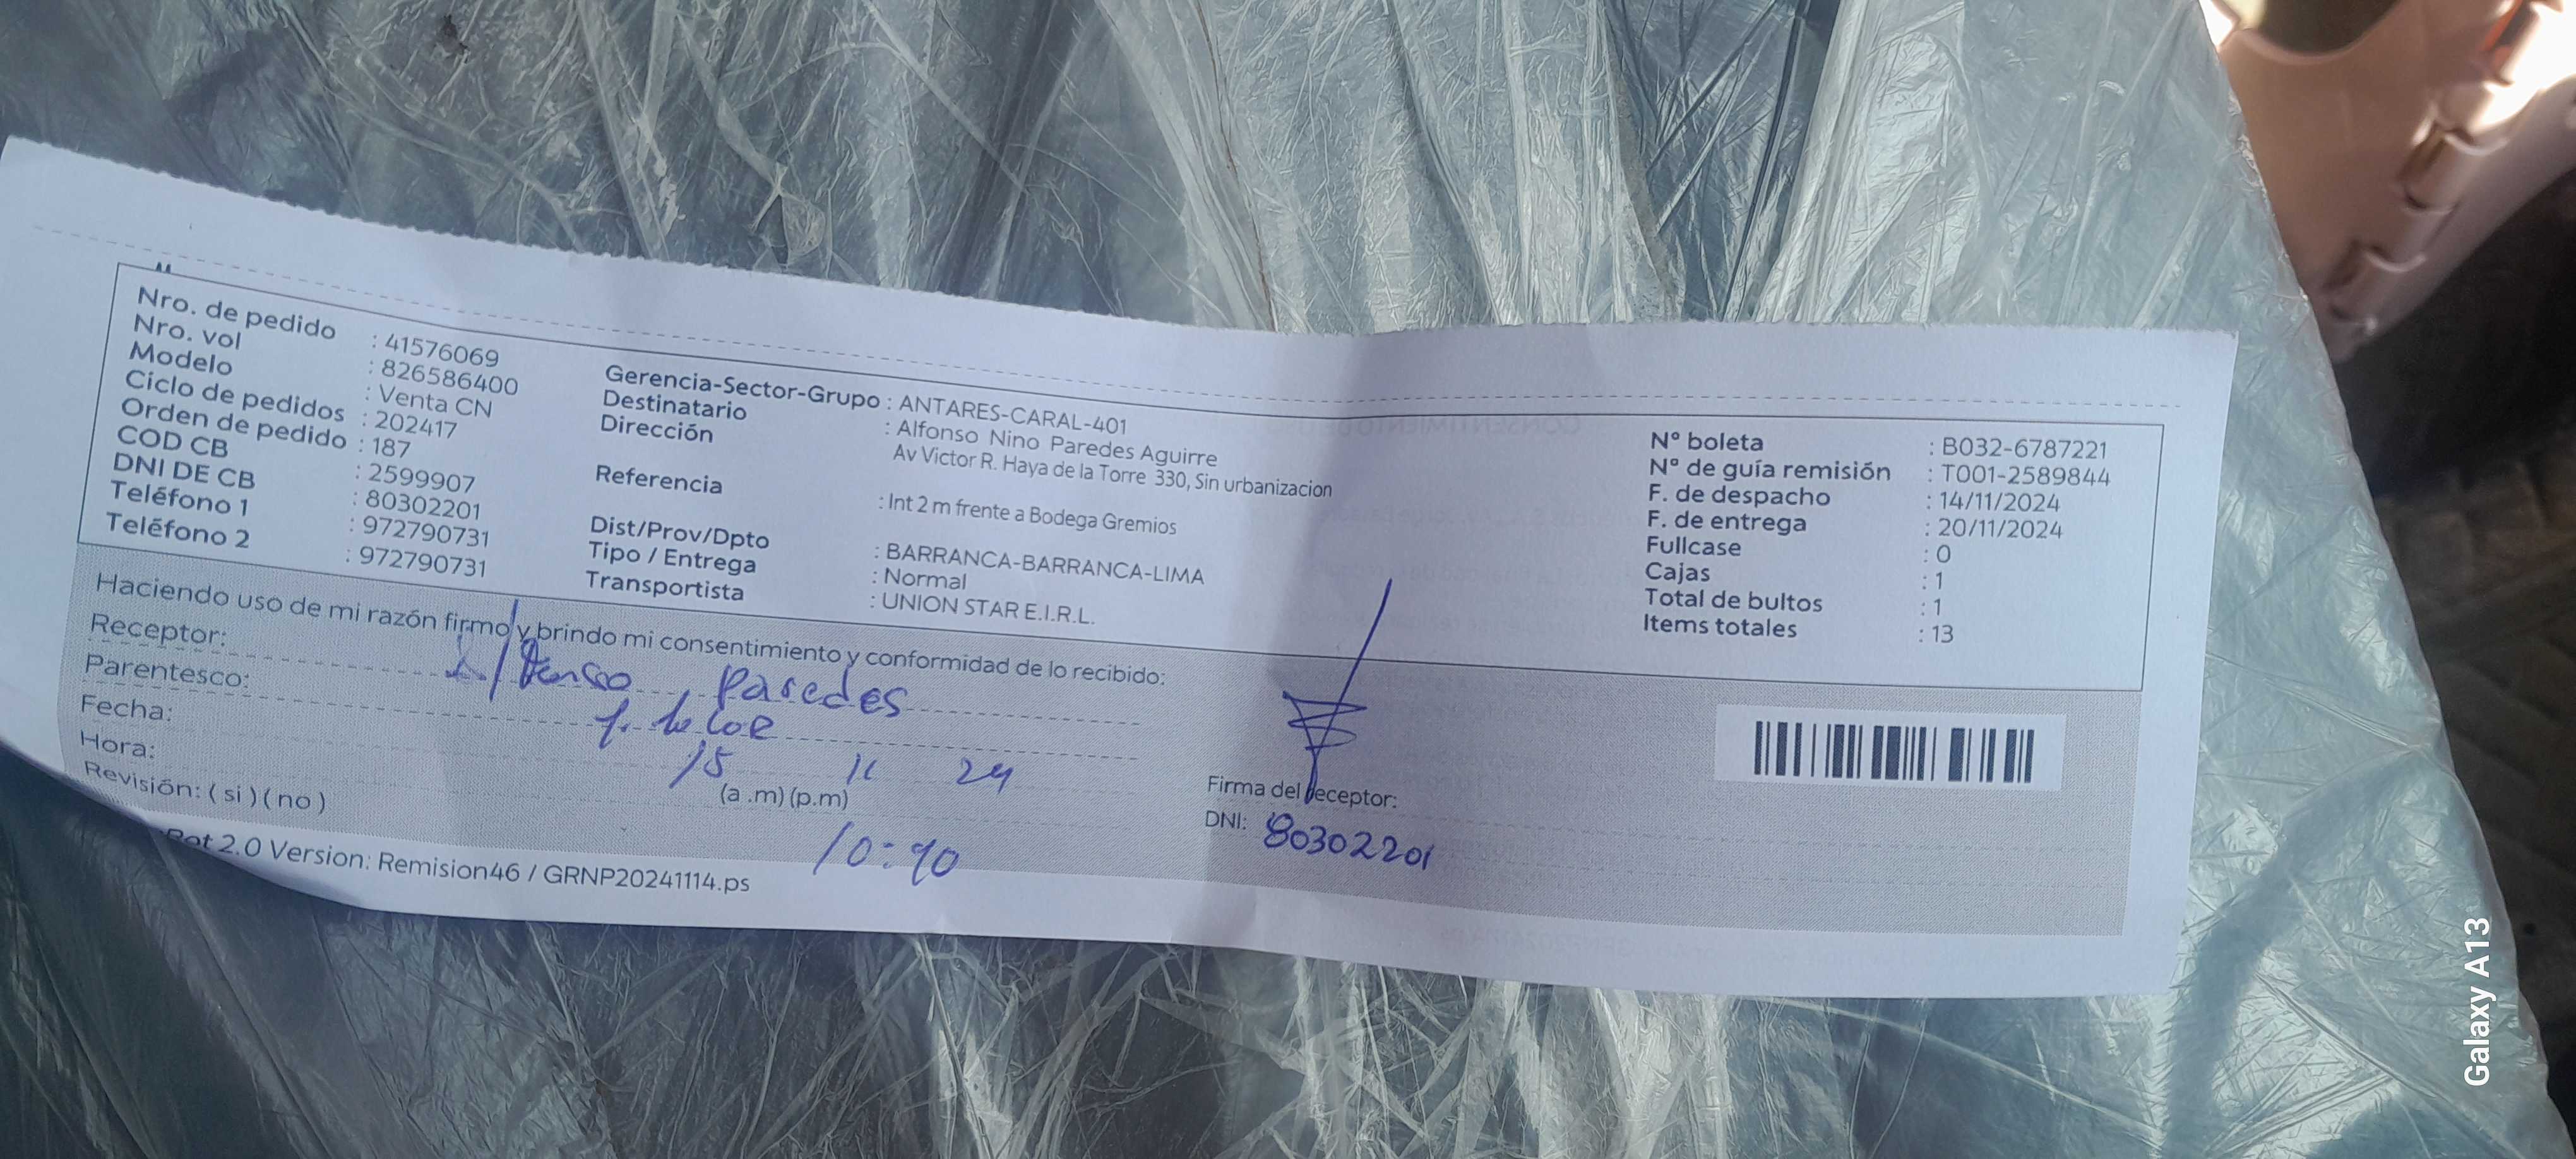 Nro. de pedido : 41576069
Nro. vol : 826586400
Modelo : Venta CN
Ciclo de pedidos : 202417
Orden de pedido : 187
COD CB : 2599907
DNI DE CB : 80302201
Teléfono 1 : 972790731
Teléfono 2 : 972790731
Gerencia-Sector-Grupo : ANTARES-CARAL-401
Destinatario : Alfonso Nino Paredes Aguirre
Dirección Av Victor R. Haya de la Torre 330, Sin urbanizacion
Referencia : Int 2 m frente a Bodega Gremios
Dist/Prov/Dpto : BARRANCA-BARRANCA-LIMA
Tipo / Entrega : Normal
Transportista : UNION STAR E.I.R.L.
N° boleta : B032-6787221
N° de guía remisión : T001-2589844
F. de despacho : 14/11/2024
F. de entrega : 20/11/2024
Fullcase : 0
Cajas : 1
Total de bultos : 1
Items totales : 13
Haciendo uso de mi razón firmo y brindo mi consentimiento y conformidad de lo recibido:
Receptor: Alfonso Paredes
Parentesco:
Fecha: 15 11 24
Hora: (a .m) (p.m)
10:40
Revisión: ( si ) ( no )
Firma del receptor:
DNI: 80302201
2.0 Version: Remision46 / GRNP20241114.ps
Galaxy A13